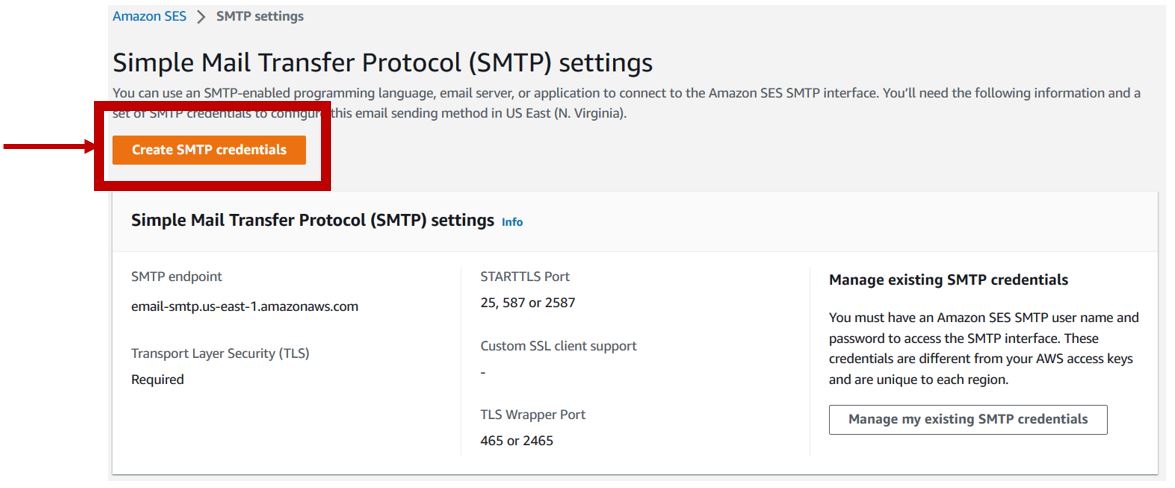 Amazon SES > SMTP settings
Simple Mail Transfer Protocol (SMTP) settings
You can use an SMTP-enabled programming language, email server, or application to connect to the Amazon SES SMTP interface. You’ll need the following information and a
set of SMTP credentials to configure this email sending method in US East (N. Virginia).
Create SMTP credentials
Simple Mail Transfer Protocol (SMTP) settings Info
SMTP endpoint
email-smtp.us-east-1.amazonaws.com
Transport Layer Security (TLS)
Required
STARTTLS Port
25, 587 or 2587
Custom SSL client support
-
TLS Wrapper Port
465 or 2465
Manage existing SMTP credentials
You must have an Amazon SES SMTP user name and
password to access the SMTP interface. These
credentials are different from your AWS access keys
and are unique to each region.
Manage my existing SMTP credentials